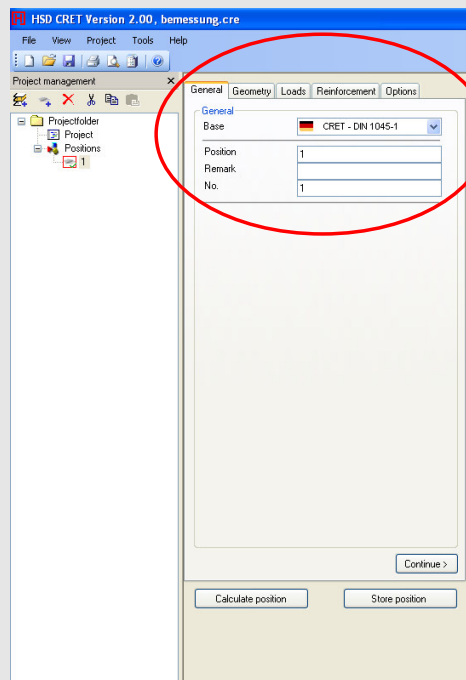 HSD CRET Version 2.00, bemessung.cre
File View Project Tools Help
Project management
Projectfolder
Project
Positions
1
General Geometry Loads Reinforcement Options
General
Base CRET - DIN 1045-1
Position 1
Remark
No. 1
Continue >
Calculate position Store position